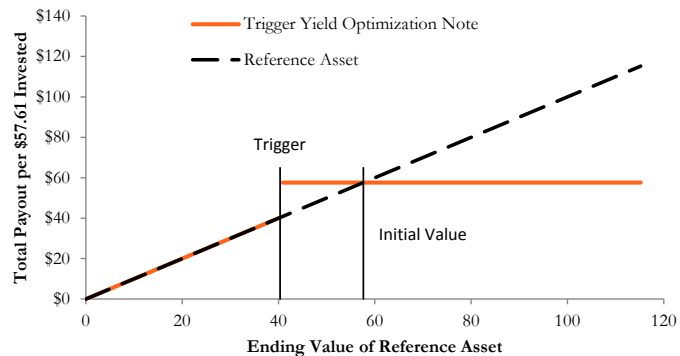 Trigger Yield Optimization Note
Reference Asset
Total Payout per $57.61 Invested
$140
$120
$100
$80
$60
$40
$20
$0
Trigger
Initial Value
0 20 40 60 80 100 120
Ending Value of Reference Asset